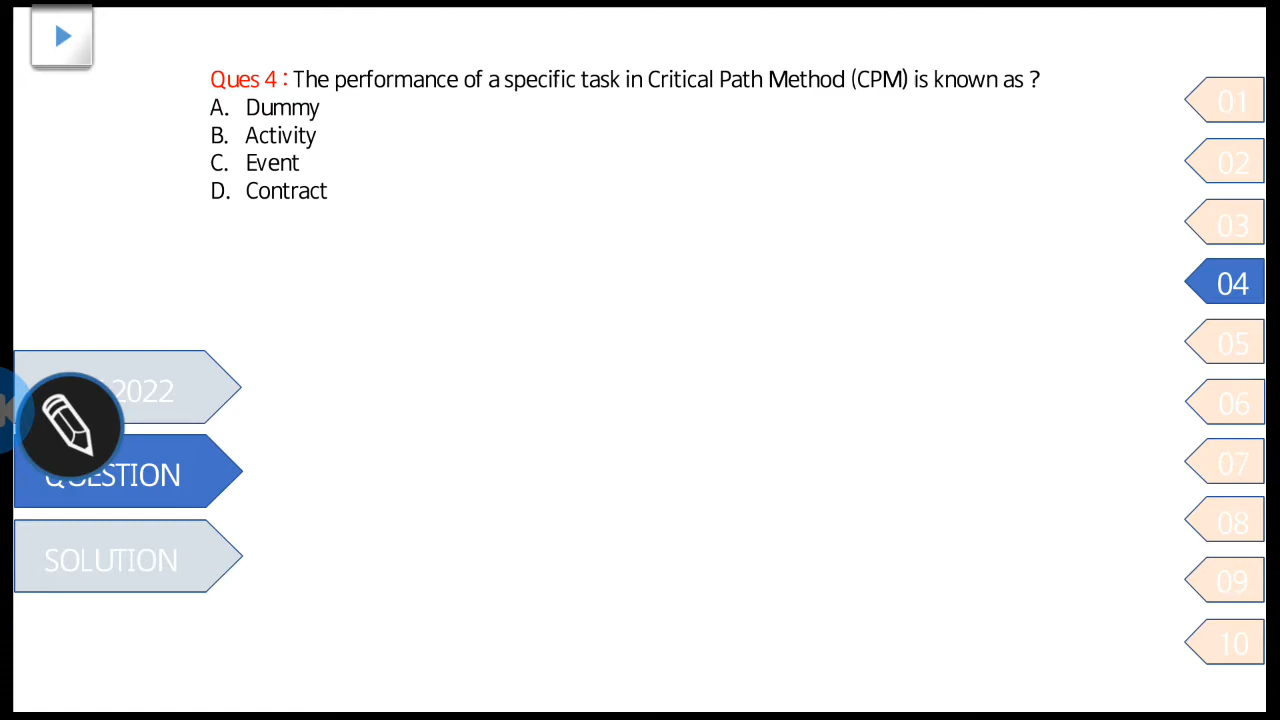 Ques 4 : The performance of a specific task in Critical Path Method (CPM) is known as ?
A. Dummy
B. Activity
C. Event
D. Contract
01
02
03
04
05
06
07
08
09
10
2022
QUESTION
SOLUTION